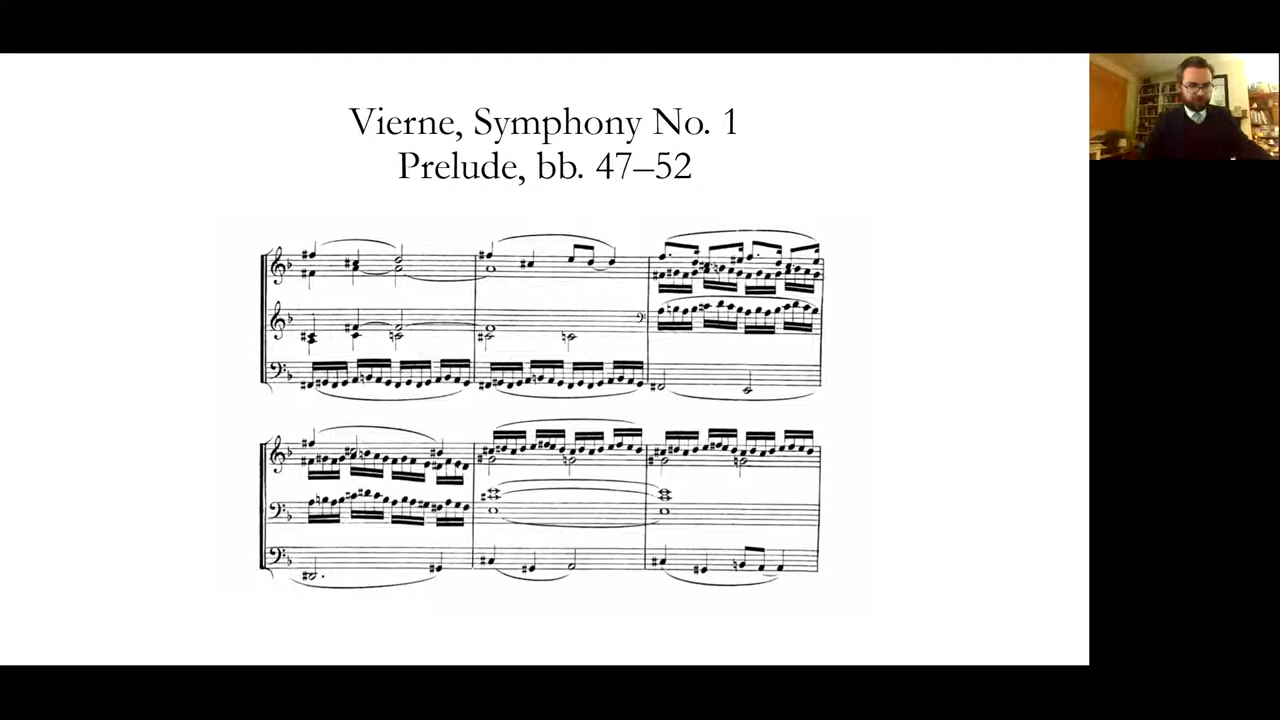 Vierne, Symphony No. 1
Prelude, bb. 47–52